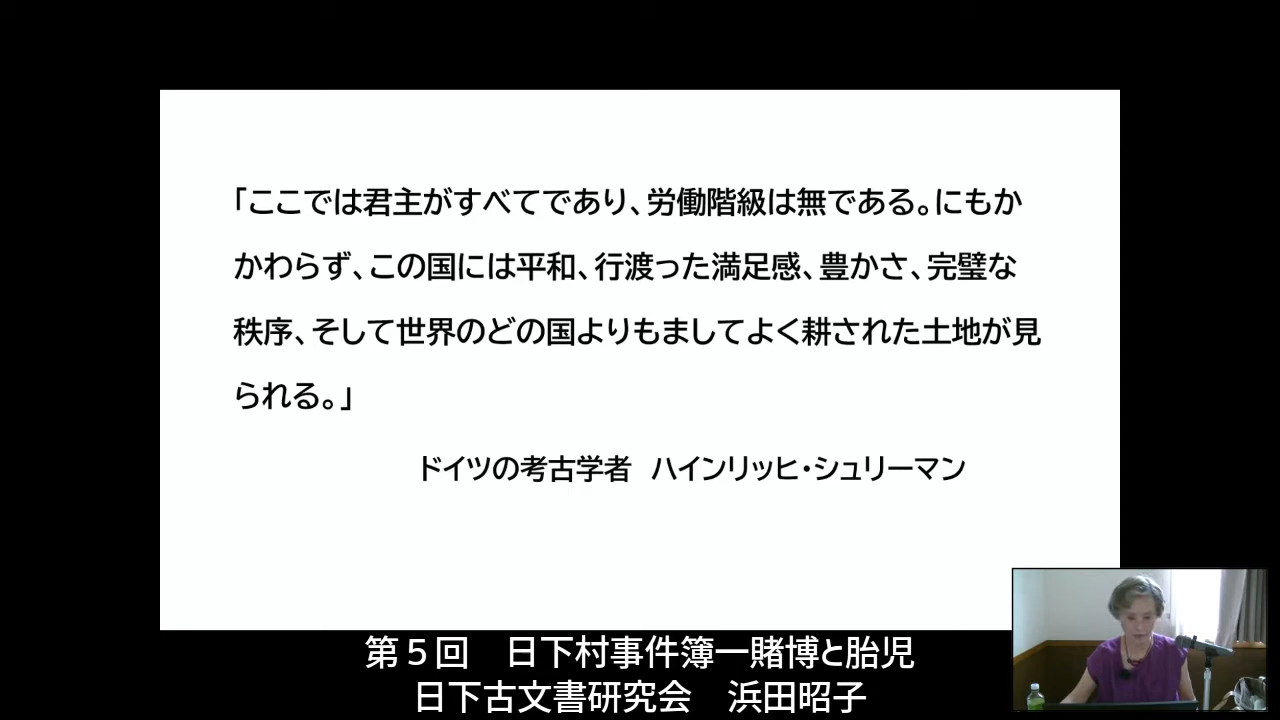 「ここでは君主がすべてであり、労働階級は無である。にもか
かわらず、この国には平和、行渡った満足感、豊かさ、完璧な
秩序、そして世界のどの国よりもましてよく耕された土地が見
られる。」
ドイツの考古学者　ハインリッヒ・シュリーマン
第５回　日下村事件簿ー賭博と胎児
日下古文書研究会　浜田昭子